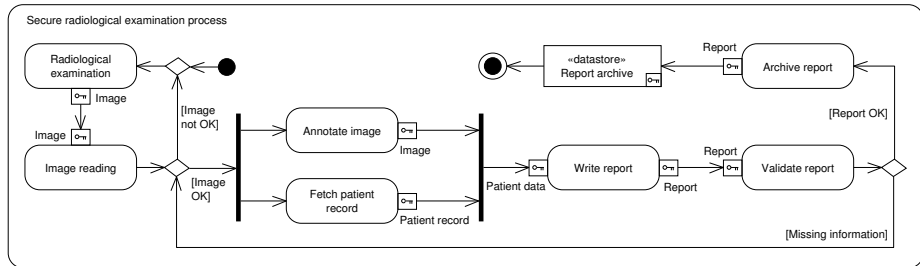 Secure radiological examination process
Radiological
examination
Image
Image
Image reading
[Image
not OK]
[Image
OK]
Annotate image
Image
Fetch patient
record
Patient record
«datastore»
Report archive
Report
Archive report
[Report OK]
Patient data
Write report
Report
Report
Validate report
[Missing information]